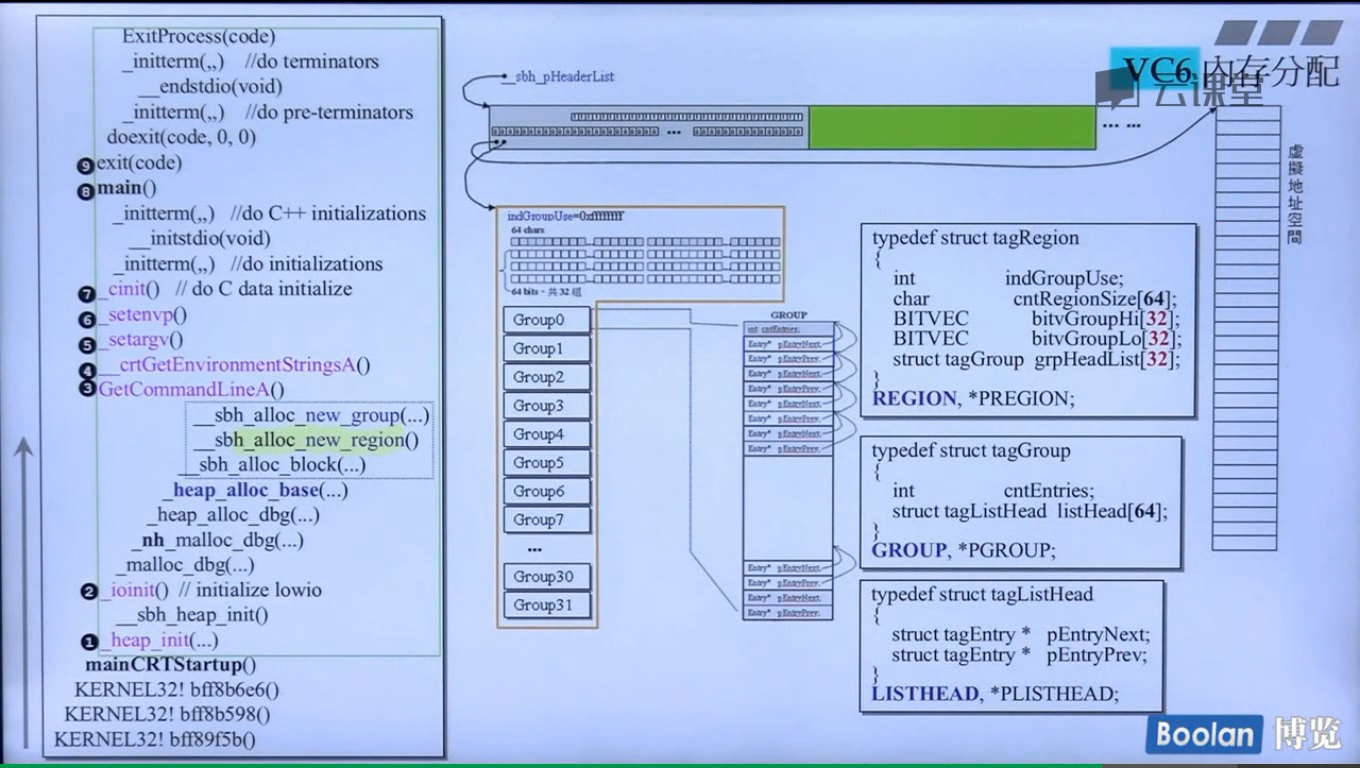 ExitProcess(code)
_initterm(,,) //do terminators
__endstdio(void)
_initterm(,,) //do pre-terminators
doexit(code, 0, 0)
9 exit(code)
8 main()
_initterm(,,) //do C++ initializations
__initstdio(void)
_initterm(,,) //do initializations
7 _cinit() // do C data initialize
6 _setenvp()
5 _setargv()
4 __crtGetEnvironmentStringsA()
3 GetCommandLineA()
__sbh_alloc_new_group(...)
__sbh_alloc_new_region()
__sbh_alloc_block(...)
_heap_alloc_base(...)
_heap_alloc_dbg(...)
_nh_malloc_dbg(...)
_malloc_dbg(...)
2 _ioinit() // initialize lowio
__sbh_heap_init()
1 _heap_init(...)
mainCRTStartup()
KERNEL32! bff8b6e6()
KERNEL32! bff8b598()
KERNEL32! bff89f5b()
__sbh_pHeaderList
... ...
VC6 内存分配
云课堂
虛擬地址空間
indGroupUse=0xffffffff
64 chars
64 bits，共 32 組
Group0
Group1
Group2
Group3
Group4
Group5
Group6
Group7
...
Group30
Group31
GROUP
int cntEntries;
Entry* pEntryNext;
Entry* pEntryPrev;
Entry* pEntryNext;
Entry* pEntryPrev;
Entry* pEntryNext;
Entry* pEntryPrev;
Entry* pEntryNext;
Entry* pEntryPrev;
Entry* pEntryNext;
Entry* pEntryPrev;
Entry* pEntryNext;
Entry* pEntryPrev;
typedef struct tagRegion
{
int indGroupUse;
char cntRegionSize[64];
BITVEC bitvGroupHi[32];
BITVEC bitvGroupLo[32];
struct tagGroup grpHeadList[32];
}
REGION, *PREGION;
typedef struct tagGroup
{
int cntEntries;
struct tagListHead listHead[64];
}
GROUP, *PGROUP;
typedef struct tagListHead
{
struct tagEntry * pEntryNext;
struct tagEntry * pEntryPrev;
}
LISTHEAD, *PLISTHEAD;
Boolan 博览